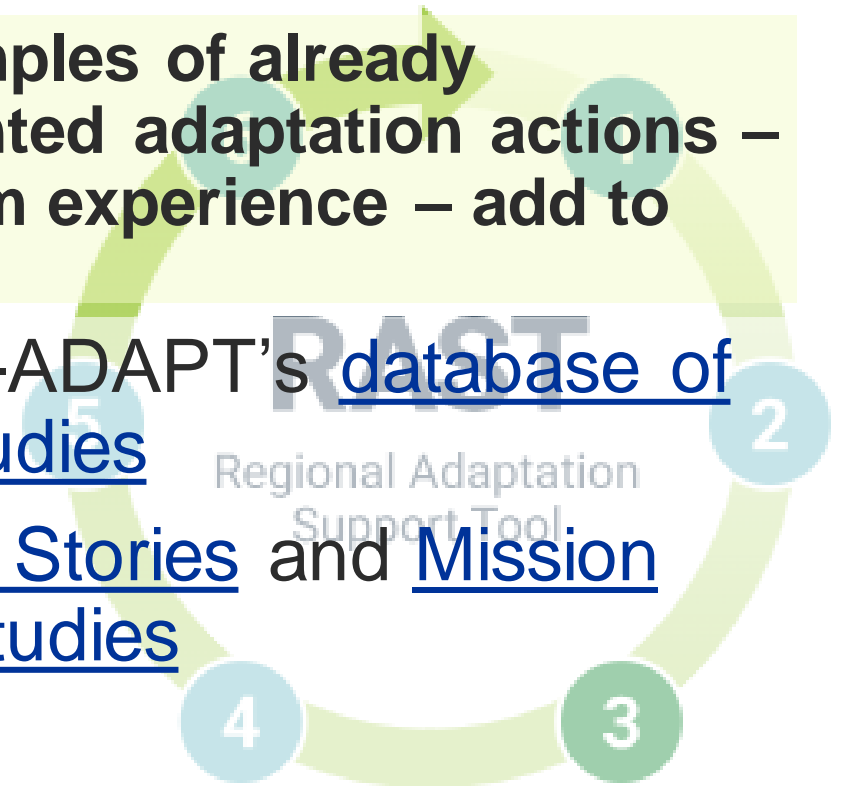 nples of already
nted adaptation actions –
m experience – add to
-ADAPT’s database of
udies
Stories and Mission
tudies
RAST
Regional Adaptation
Support Tool
1
2
3
4
5
6